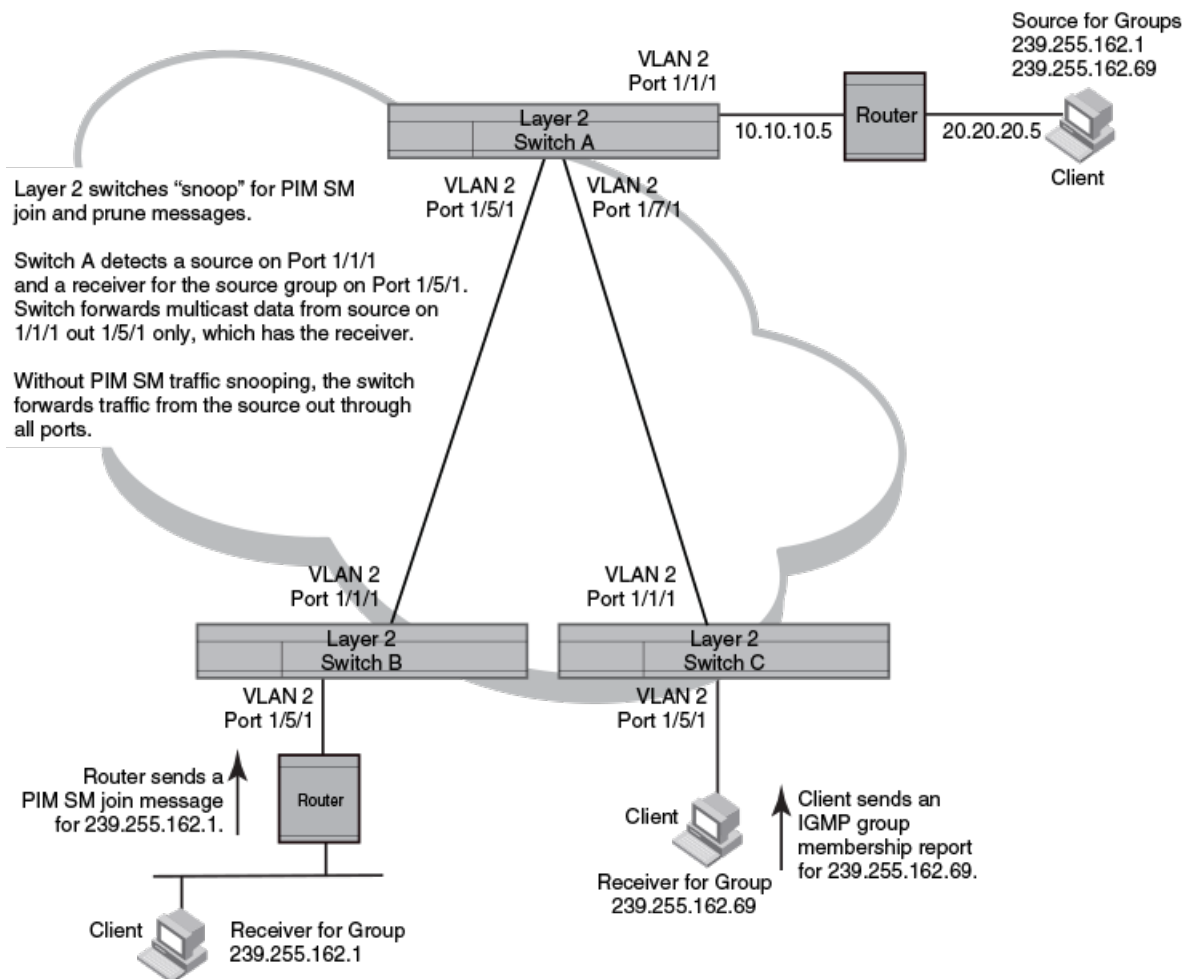 Source for Groups
239.255.162.1
239.255.162.69
VLAN 2
Port 1/1/1
Layer 2
Switch A
10.10.10.5
Router
20.20.20.5
Client
VLAN 2
Port 1/5/1
VLAN 2
Port 1/7/1
Layer 2 switches “snoop” for PIM SM
join and prune messages.
Switch A detects a source on Port 1/1/1
and a receiver for the source group on Port 1/5/1.
Switch forwards multicast data from source on
1/1/1 out 1/5/1 only, which has the receiver.
Without PIM SM traffic snooping, the switch
forwards traffic from the source out through
all ports.
VLAN 2
Port 1/1/1
VLAN 2
Port 1/1/1
Layer 2
Switch B
Layer 2
Switch C
VLAN 2
Port 1/5/1
VLAN 2
Port 1/5/1
Router sends a
PIM SM join message
for 239.255.162.1.
Router
Client
Receiver for Group
239.255.162.69
Client sends an
IGMP group
membership report
for 239.255.162.69.
Client
Receiver for Group
239.255.162.1